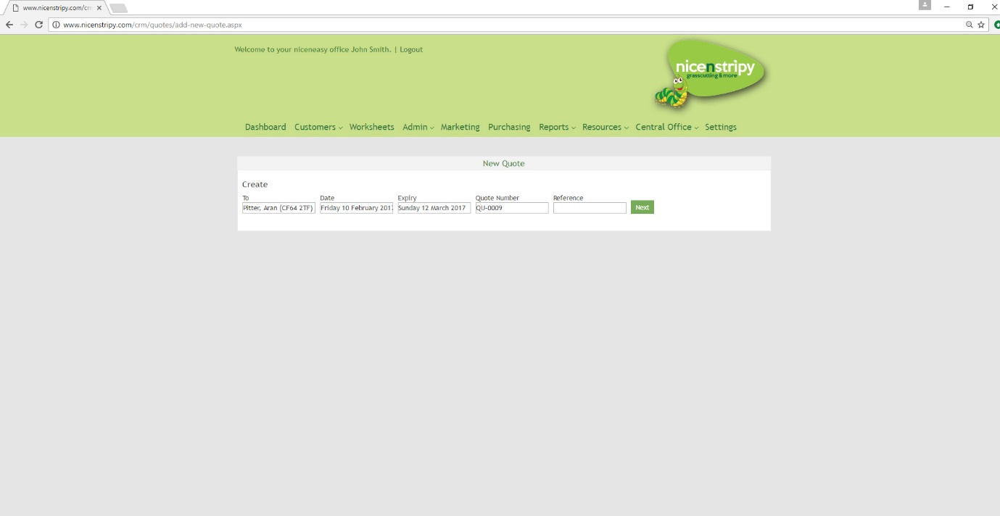 www.nicenstripy.com/crm
www.nicenstripy.com/crm/quotes/add-new-quote.aspx
Welcome to your niceneasy office John Smith. | Logout
nicenstripy
grasscutting & more
Dashboard Customers Worksheets Admin Marketing Purchasing Reports Resources Central Office Settings
New Quote
Create
To Date Expiry Quote Number Reference
Pitter, Aran (CF64 2TF) Friday 10 February 2017 Sunday 12 March 2017 QU-0009 Next